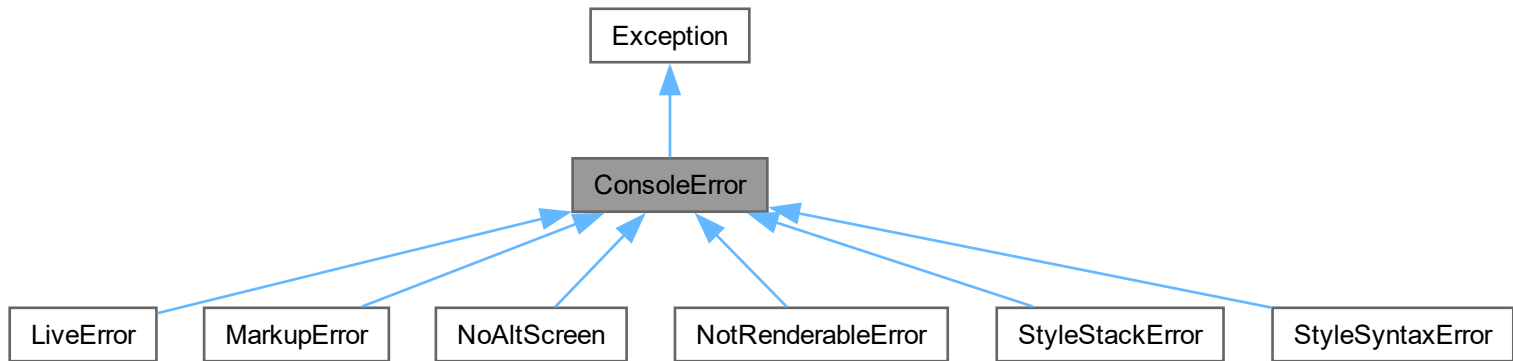 Exception
ConsoleError
LiveError
MarkupError
NoAltScreen
NotRenderableError
StyleStackError
StyleSyntaxError